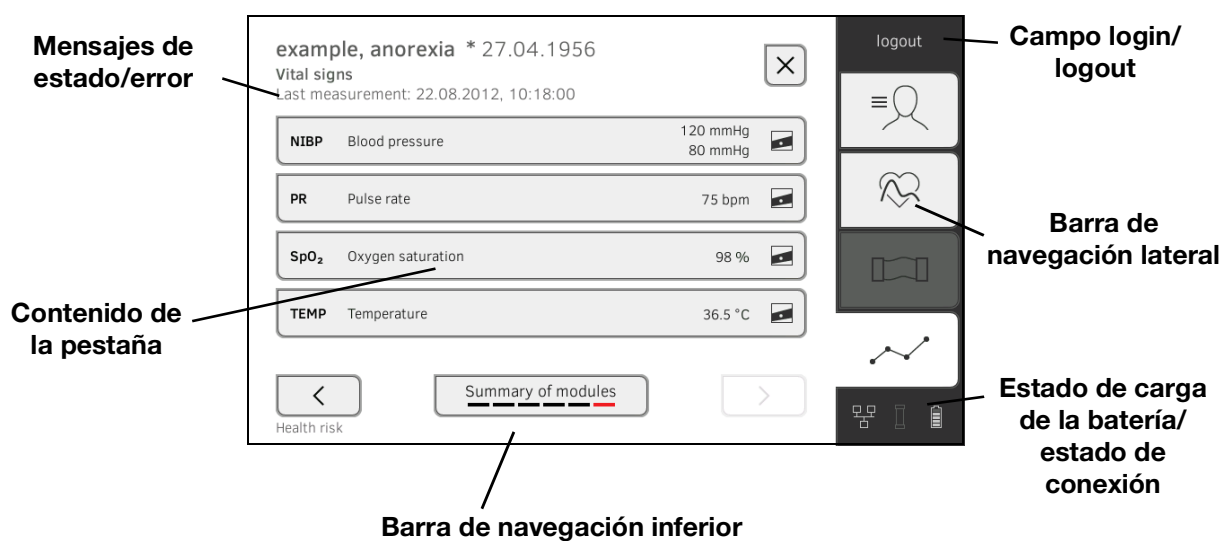 Mensajes de
estado/error
example, anorexia * 27.04.1956
Vital signs
Last measurement: 22.08.2012, 10:18:00
logout
Campo login/
logout
NIBP Blood pressure 120 mmHg
80 mmHg
PR Pulse rate 75 bpm
SpO₂ Oxygen saturation 98 %
TEMP Temperature 36.5 °C
Barra de
navegación lateral
Contenido de
la pestaña
Summary of modules
Health risk
Estado de carga
de la batería/
estado de
conexión
Barra de navegación inferior